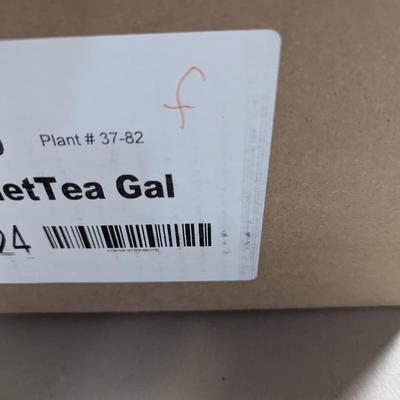 f
Plant # 37-82
etTea Gal
24